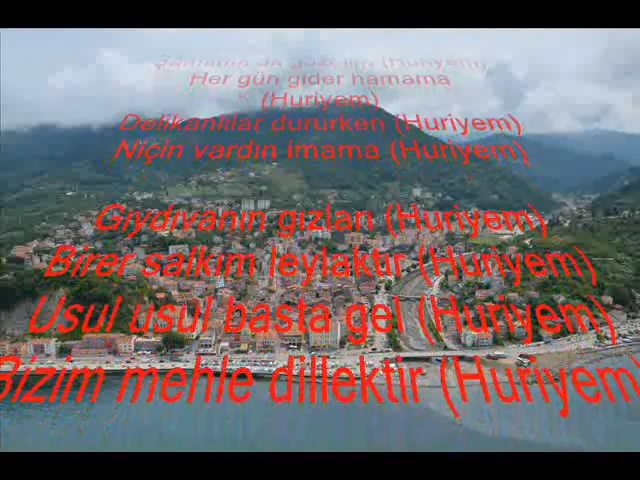 Her gün gider hamama
(Huriyem)
Delikanlılar dururken (Huriyem)
Niçin vardın imama (Huriyem)
Gıydıvanın gızları (Huriyem)
Birer salkım leylaktır (Huriyem)
Usul usul basta gel (Huriyem)
Bizim mehle dillektir (Huriyem)